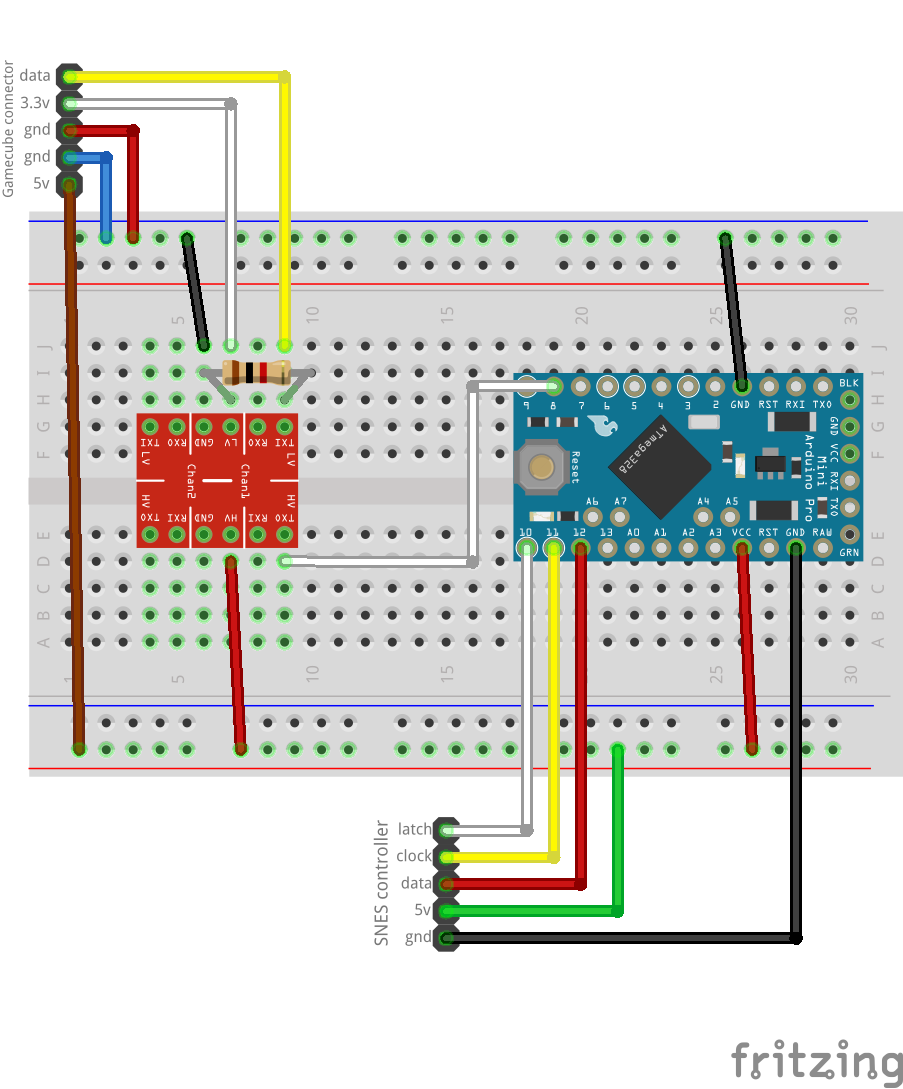 Gamecube connector
data
3.3v
gnd
gnd
5v
5 10 15 20 25 30
J J
I I
H H
G G
F F
TXI RXO GND LV RXO TXI
LV LV
Chan2 Chan1
HV HV
TXO RXI GND HV RXI TXO
E E
D D
C C
B B
A A
1 5 10 15 25 30
9 8 7 6 5 4 3 2 GND RST RXI TXO
BLK
GND
VCC
RXI
TXO
GRN
Reset
ATmega328
Arduino Pro
Mini
A6 A7 A4 A5
10 11 12 13 A0 A1 A2 A3 VCC RST GND RAW
SNES controller
latch
clock
data
5v
gnd
fritzing